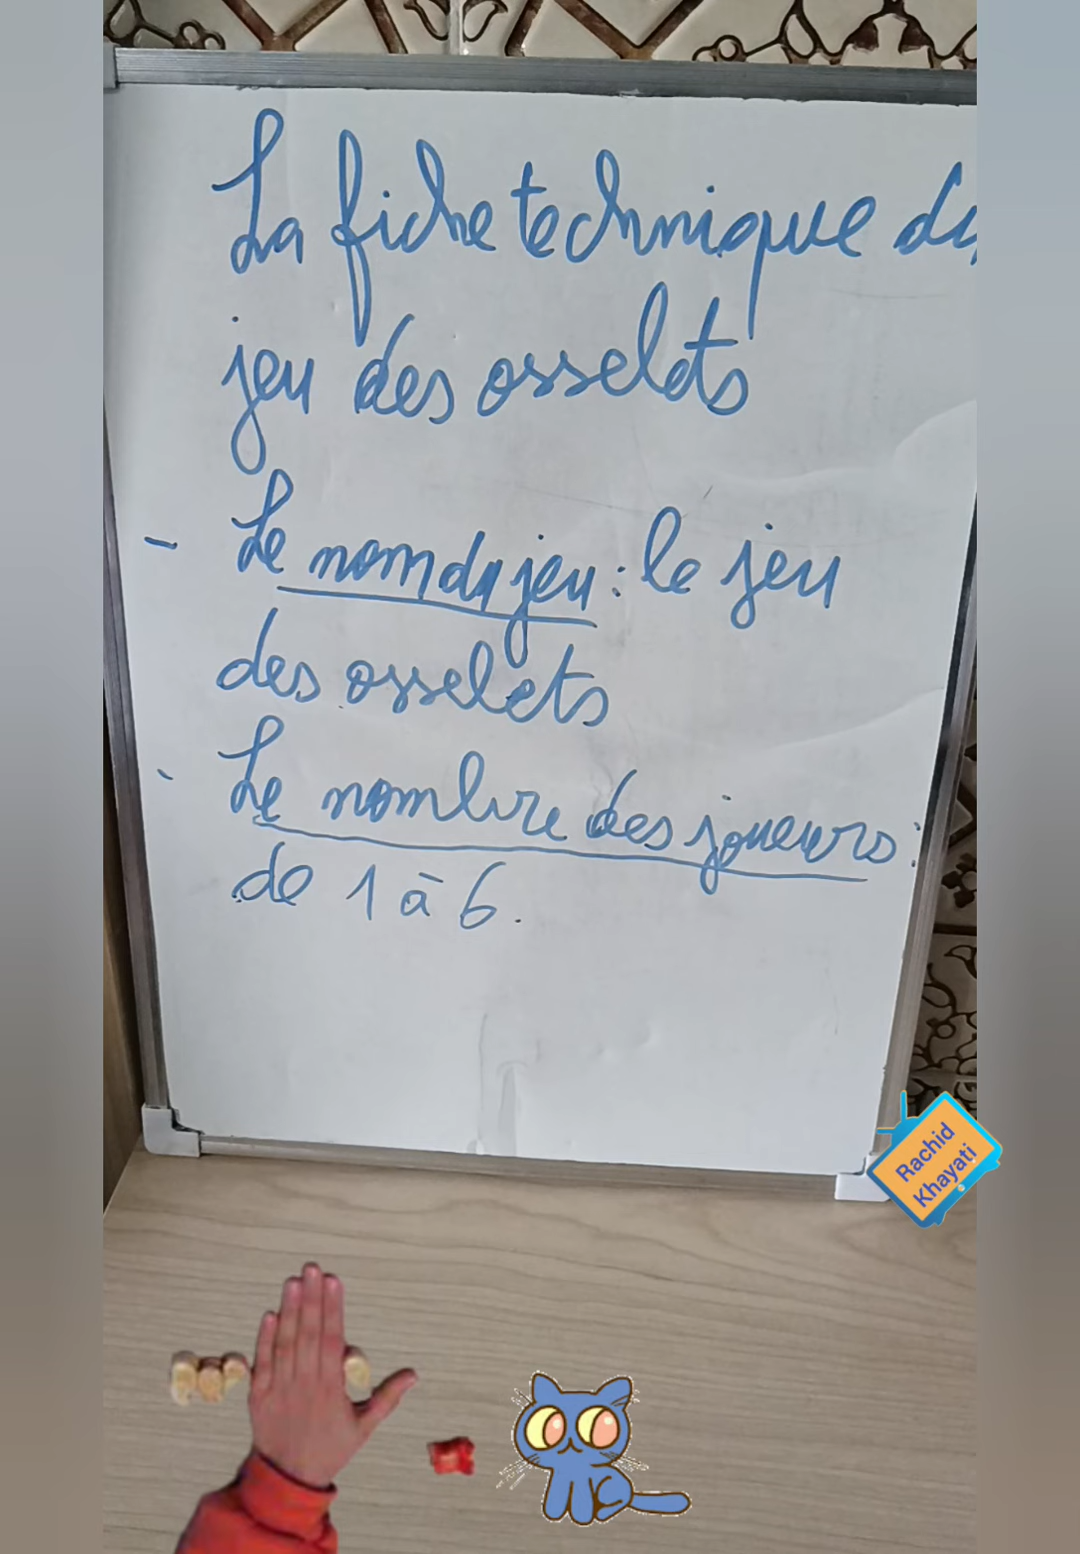 La fiche technique du
jeu des osselets
- Le nom du jeu : le jeu
des osselets
- Le nombre des joueurs :
de 1 à 6.
Rachid
Khayati